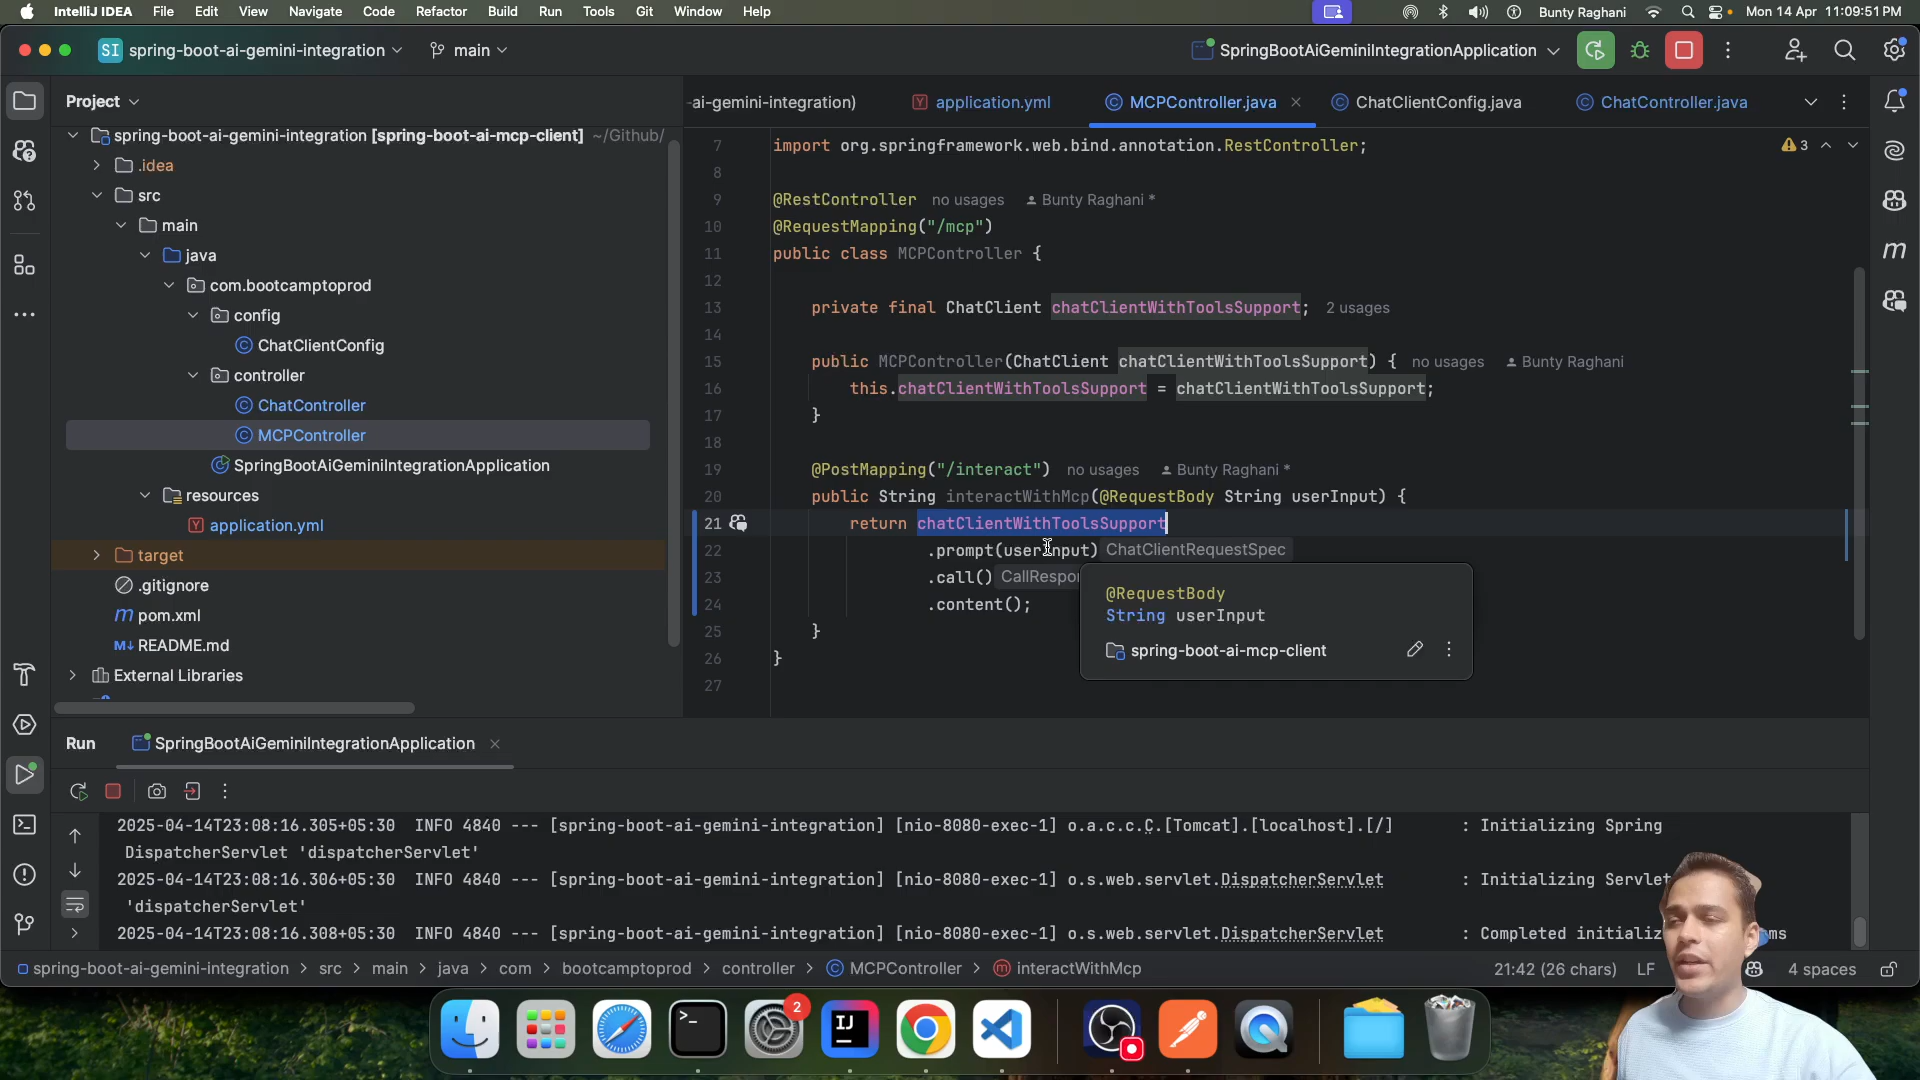 IntelliJ IDEA File Edit View Navigate Code Refactor Build Run Tools Git Window Help Bunty Raghani Mon 14 Apr 11:09:51 PM
SI spring-boot-ai-gemini-integration main SpringBootAiGeminiIntegrationApplication
Project
-ai-gemini-integration) application.yml MCPController.java ChatClientConfig.java ChatController.java
spring-boot-ai-gemini-integration [spring-boot-ai-mcp-client] ~/Github/
.idea
src
main
java
com.bootcamptoprod
config
ChatClientConfig
controller
ChatController
MCPController
SpringBootAiGeminiIntegrationApplication
resources
application.yml
target
.gitignore
m pom.xml
M↓ README.md
External Libraries
3
7 import org.springframework.web.bind.annotation.RestController;
8
9 @RestController no usages Bunty Raghani *
10 @RequestMapping("/mcp")
11 public class MCPController {
12
13 private final ChatClient chatClientWithToolsSupport; 2 usages
14
15 public MCPController(ChatClient chatClientWithToolsSupport) { no usages Bunty Raghani
16 this.chatClientWithToolsSupport = chatClientWithToolsSupport;
17 }
18
19 @PostMapping("/interact") no usages Bunty Raghani *
20 public String interactWithMcp(@RequestBody String userInput) {
21 return chatClientWithToolsSupport
22 .prompt(userInput) ChatClientRequestSpec
23 .call() CallRespon
24 .content();
25 }
26 }
27
@RequestBody
String userInput
spring-boot-ai-mcp-client
Run SpringBootAiGeminiIntegrationApplication
2025-04-14T23:08:16.305+05:30 INFO 4840 --- [spring-boot-ai-gemini-integration] [nio-8080-exec-1] o.a.c.c.C.[Tomcat].[localhost].[/] : Initializing Spring
DispatcherServlet 'dispatcherServlet'
2025-04-14T23:08:16.306+05:30 INFO 4840 --- [spring-boot-ai-gemini-integration] [nio-8080-exec-1] o.s.web.servlet.DispatcherServlet : Initializing Servlet
'dispatcherServlet'
2025-04-14T23:08:16.308+05:30 INFO 4840 --- [spring-boot-ai-gemini-integration] [nio-8080-exec-1] o.s.web.servlet.DispatcherServlet : Completed initializ ms
spring-boot-ai-gemini-integration > src > main > java > com > bootcamptoprod > controller > MCPController > interactWithMcp 21:42 (26 chars) LF 4 spaces
2
IJ